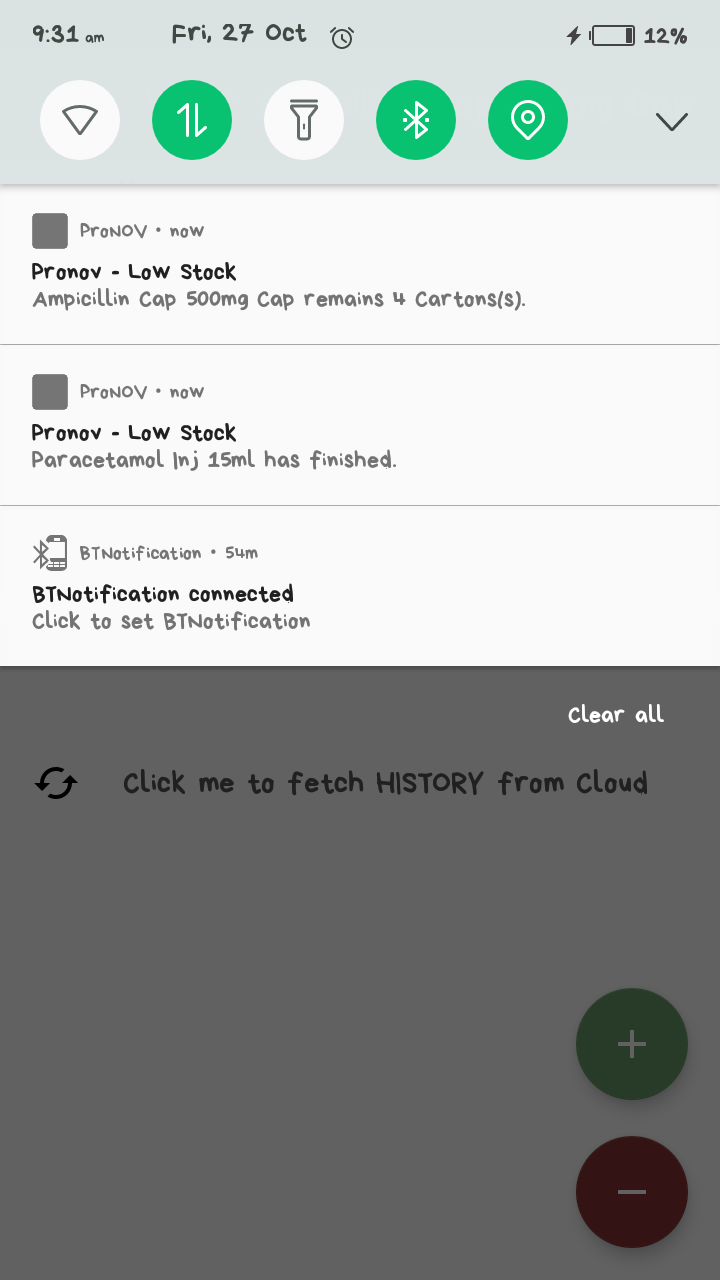 9:31 am Fri, 27 Oct 12%
ProNOV • now
Pronov - Low Stock
Ampicillin Cap 500mg Cap remains 4 Cartons(s).
ProNOV • now
Pronov - Low Stock
Paracetamol Inj 15ml has finished.
BTNotification • 54m
BTNotification connected
Click to set BTNotification
Clear all
Click me to fetch HISTORY from Cloud